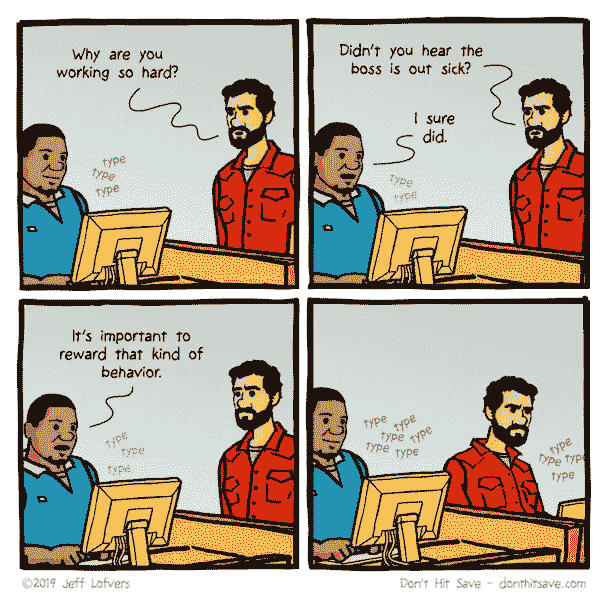 Why are you
working so hard?
type
type
type
Didn't you hear the
boss is out sick?
I sure
did.
type
type
It's important to
reward that kind of
behavior.
type
type
type
type type
type type
type type
type
type type
type
©2019 Jeff Lofvers
Don't Hit Save - donthitsave.com